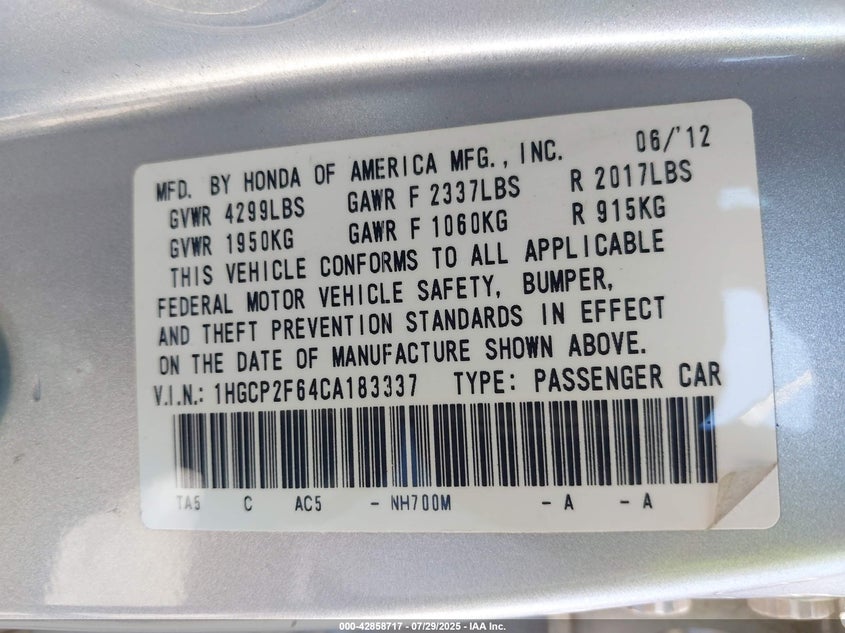 MFD. BY HONDA OF AMERICA MFG., INC. 06/'12
GVWR 4299LBS GAWR F 2337LBS R 2017LBS
GVWR 1950KG GAWR F 1060KG R 915KG
THIS VEHICLE CONFORMS TO ALL APPLICABLE
FEDERAL MOTOR VEHICLE SAFETY, BUMPER,
AND THEFT PREVENTION STANDARDS IN EFFECT
ON THE DATE OF MANUFACTURE SHOWN ABOVE.
V.I.N.: 1HGCP2F64CA183337 TYPE: PASSENGER CAR
TA5 C AC5 - NH700M - A - A
000-42858717 - 07/29/2025 - IAA Inc.